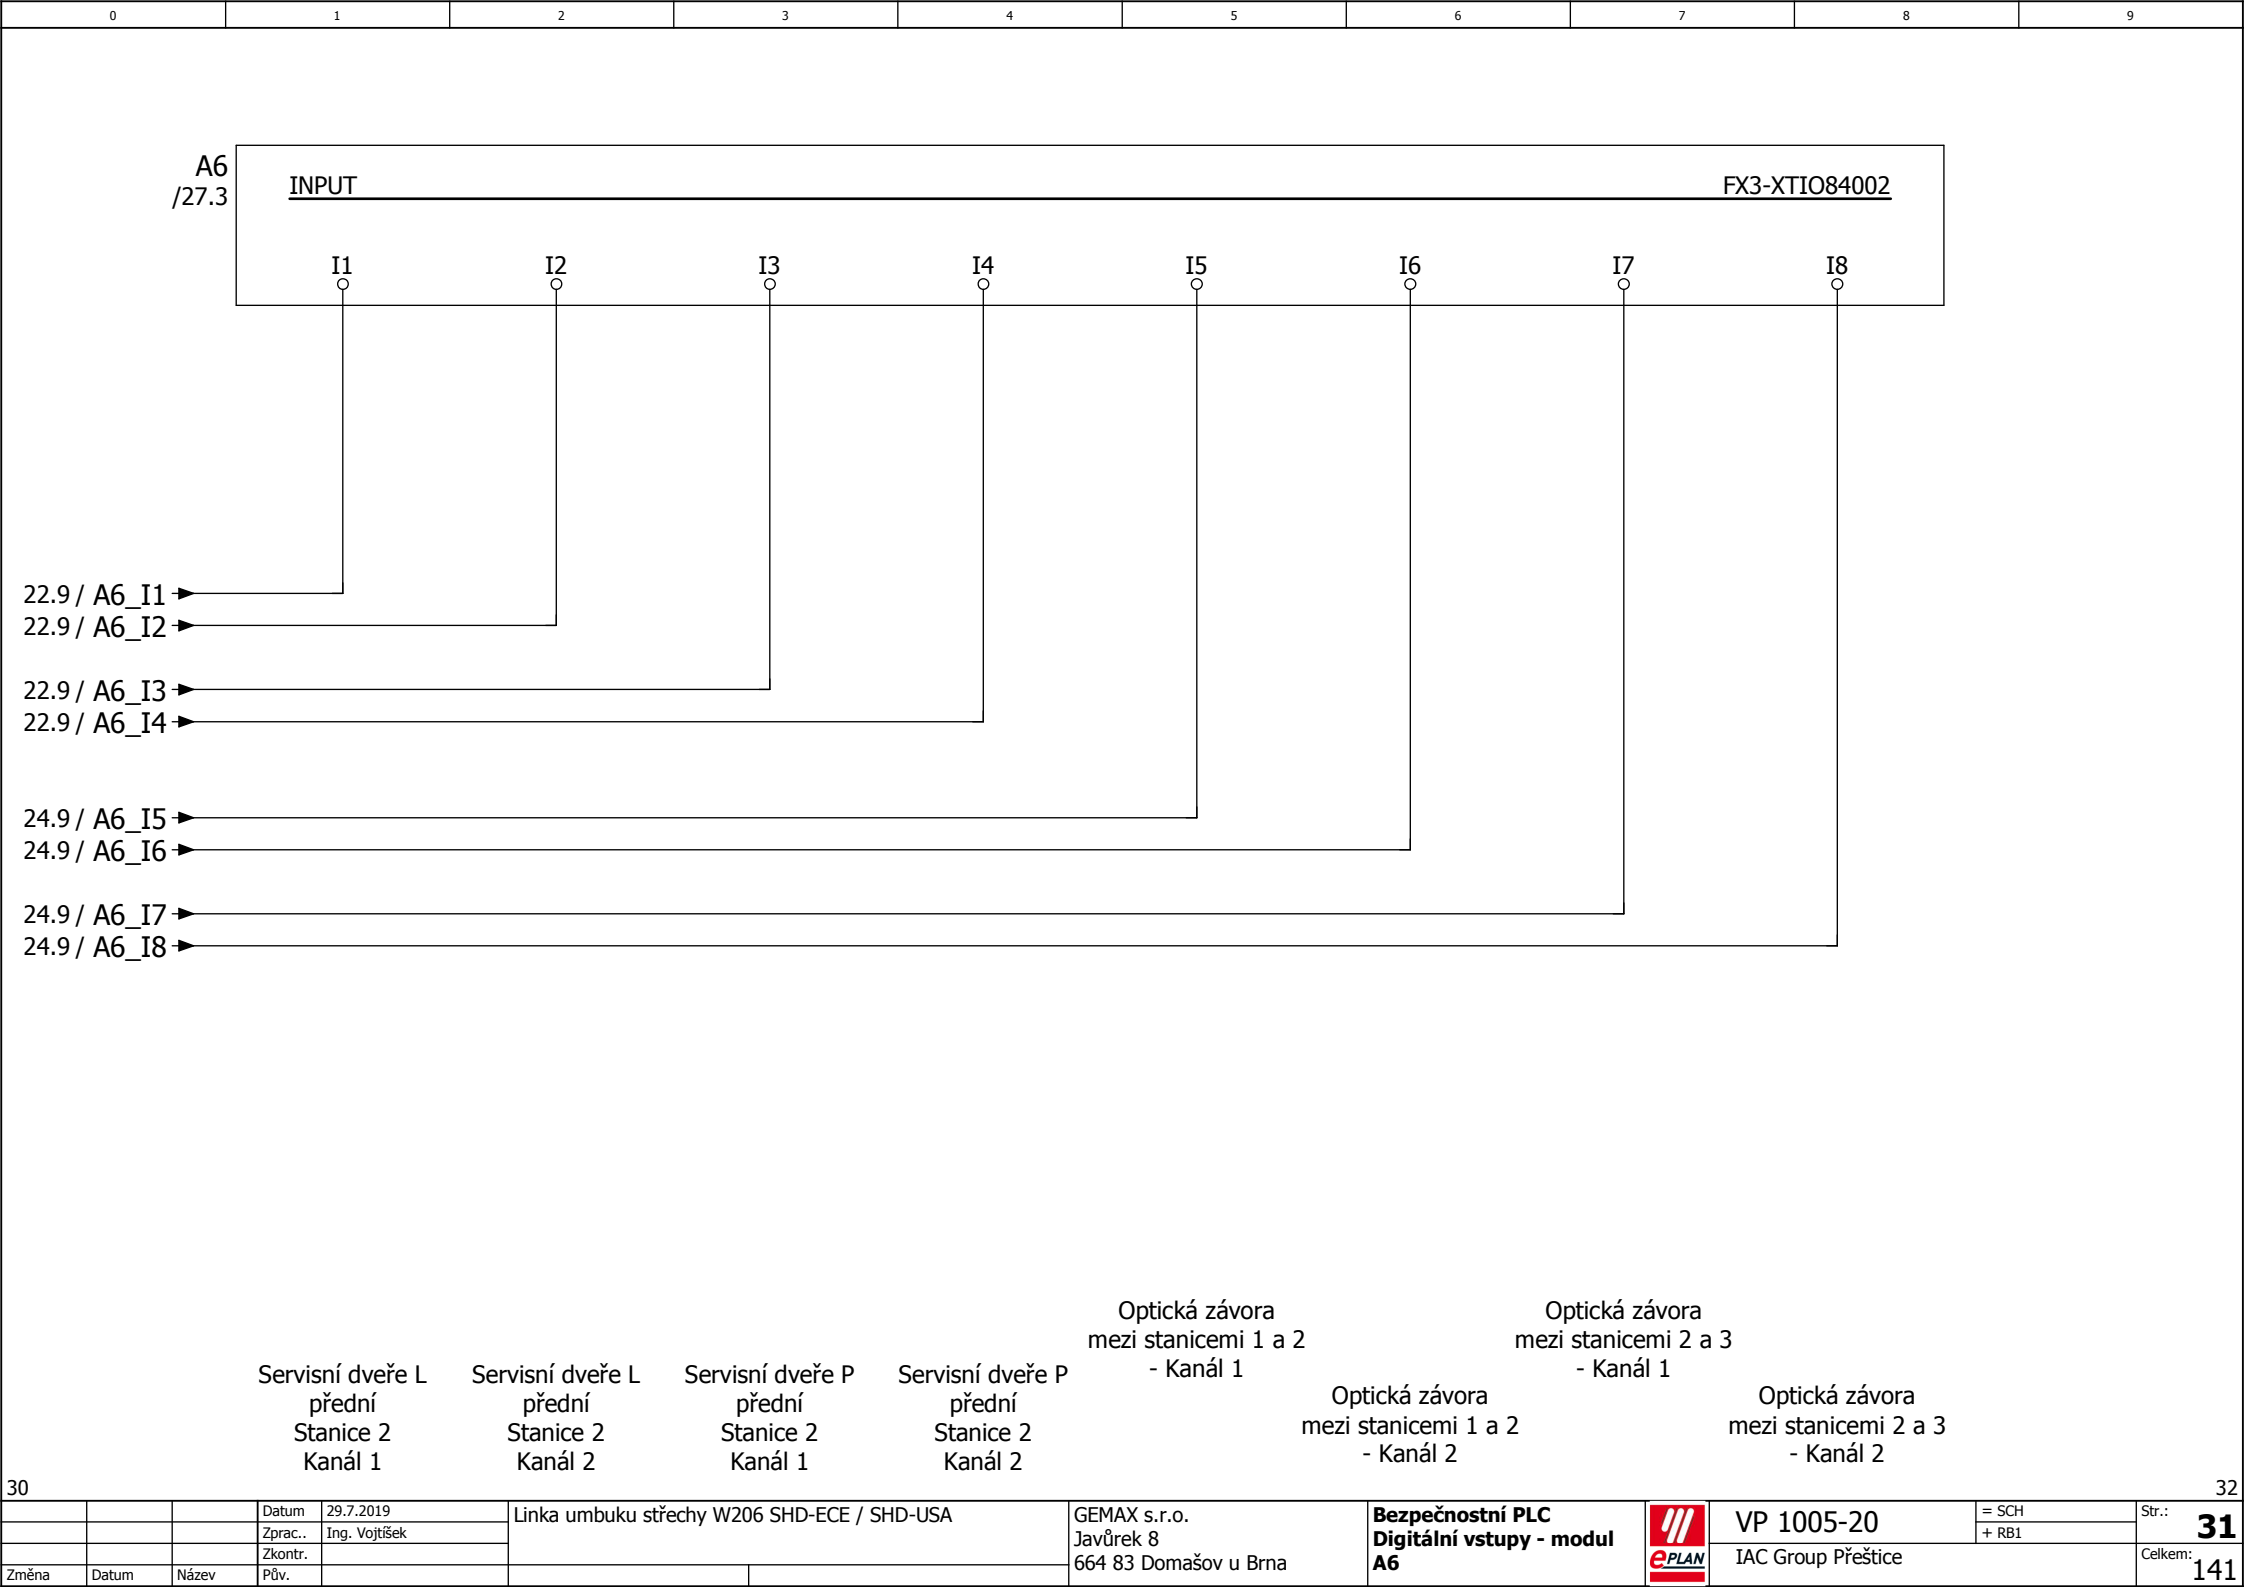 0 1 2 3 4 5 6 7 8 9
A6
/27.3
INPUT FX3-XTIO84002
I1 I2 I3 I4 I5 I6 I7 I8
22.9 / A6_I1
22.9 / A6_I2
22.9 / A6_I3
22.9 / A6_I4
24.9 / A6_I5
24.9 / A6_I6
24.9 / A6_I7
24.9 / A6_I8
Servisní dveře L
přední
Stanice 2
Kanál 1
Servisní dveře L
přední
Stanice 2
Kanál 2
Servisní dveře P
přední
Stanice 2
Kanál 1
Servisní dveře P
přední
Stanice 2
Kanál 2
Optická závora
mezi stanicemi 1 a 2
- Kanál 1
Optická závora
mezi stanicemi 1 a 2
- Kanál 2
Optická závora
mezi stanicemi 2 a 3
- Kanál 1
Optická závora
mezi stanicemi 2 a 3
- Kanál 2
30 32
Změna Datum Název
Datum 29.7.2019
Zprac.. Ing. Vojtíšek
Zkontr.
Pův.
Linka umbuku střechy W206 SHD-ECE / SHD-USA
GEMAX s.r.o.
Javůrek 8
664 83 Domašov u Brna
Bezpečnostní PLC
Digitální vstupy - modul
A6
ePLAN
VP 1005-20
IAC Group Přeštice
= SCH
+ RB1
Str.: 31
Celkem: 141